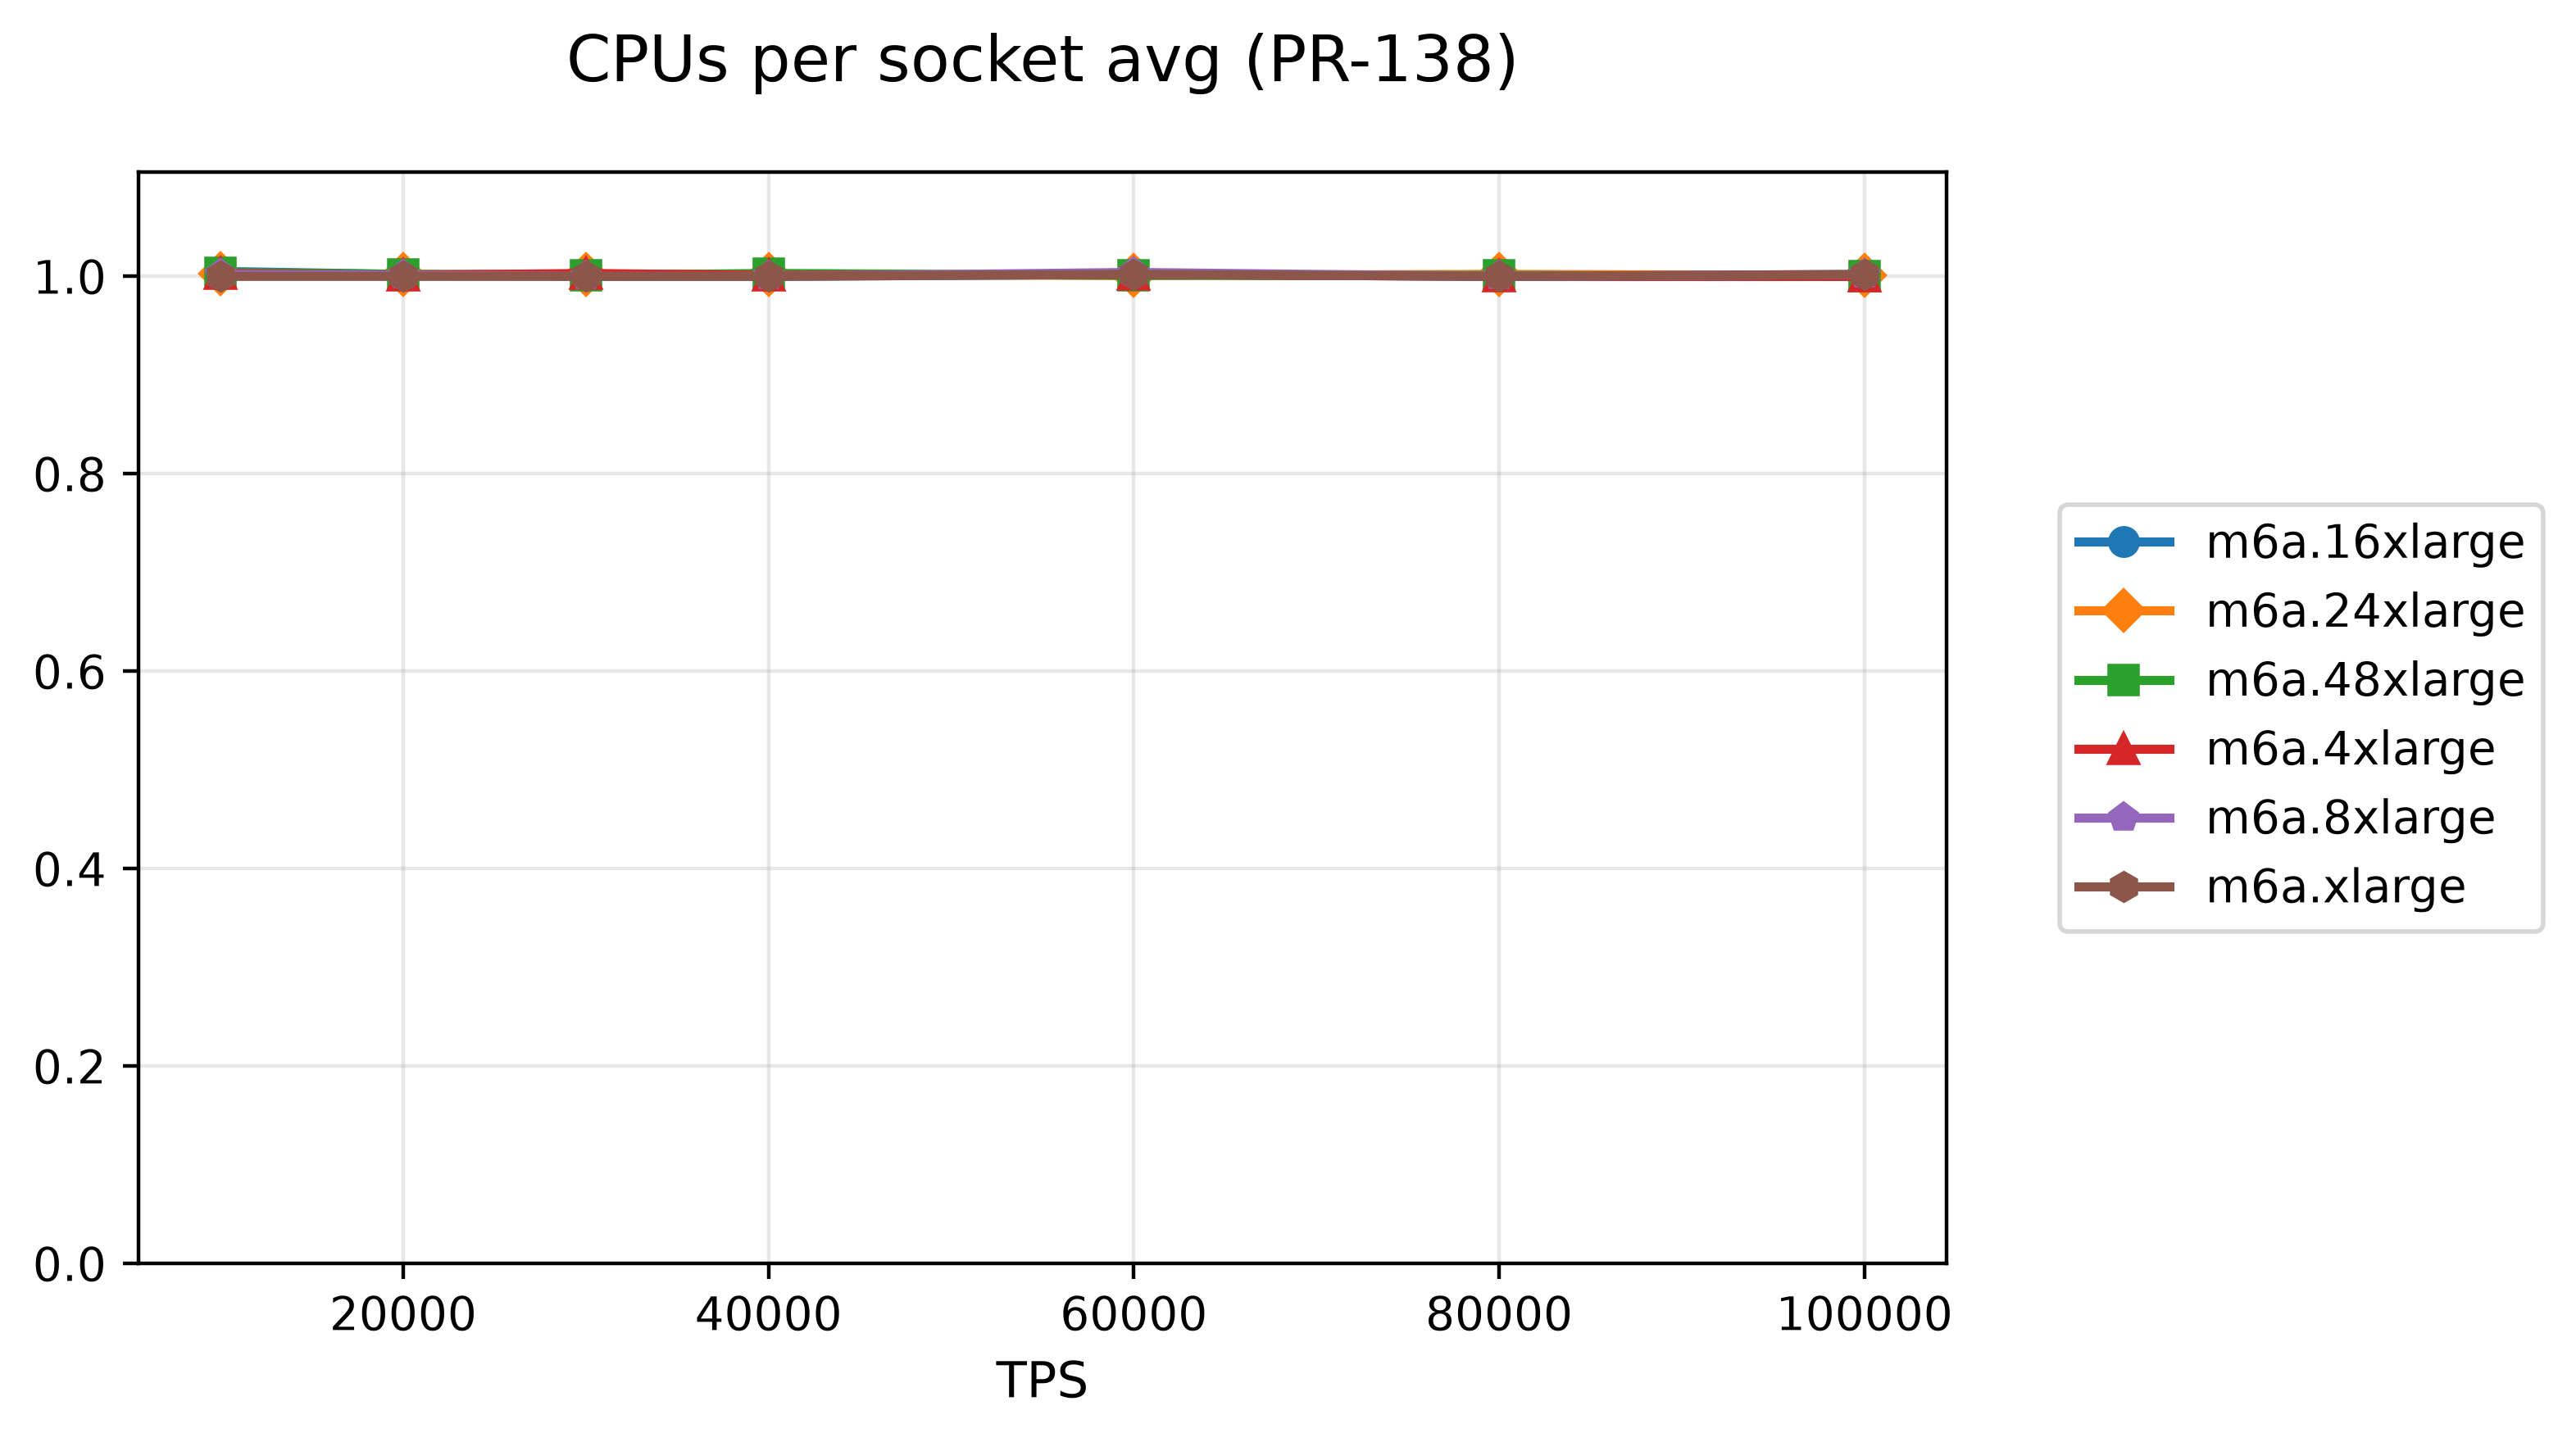 CPUs per socket avg (PR-138)
1.0
0.8
0.6
0.4
0.2
0.0
20000 40000 60000 80000 100000
TPS
m6a.16xlarge
m6a.24xlarge
m6a.48xlarge
m6a.4xlarge
m6a.8xlarge
m6a.xlarge